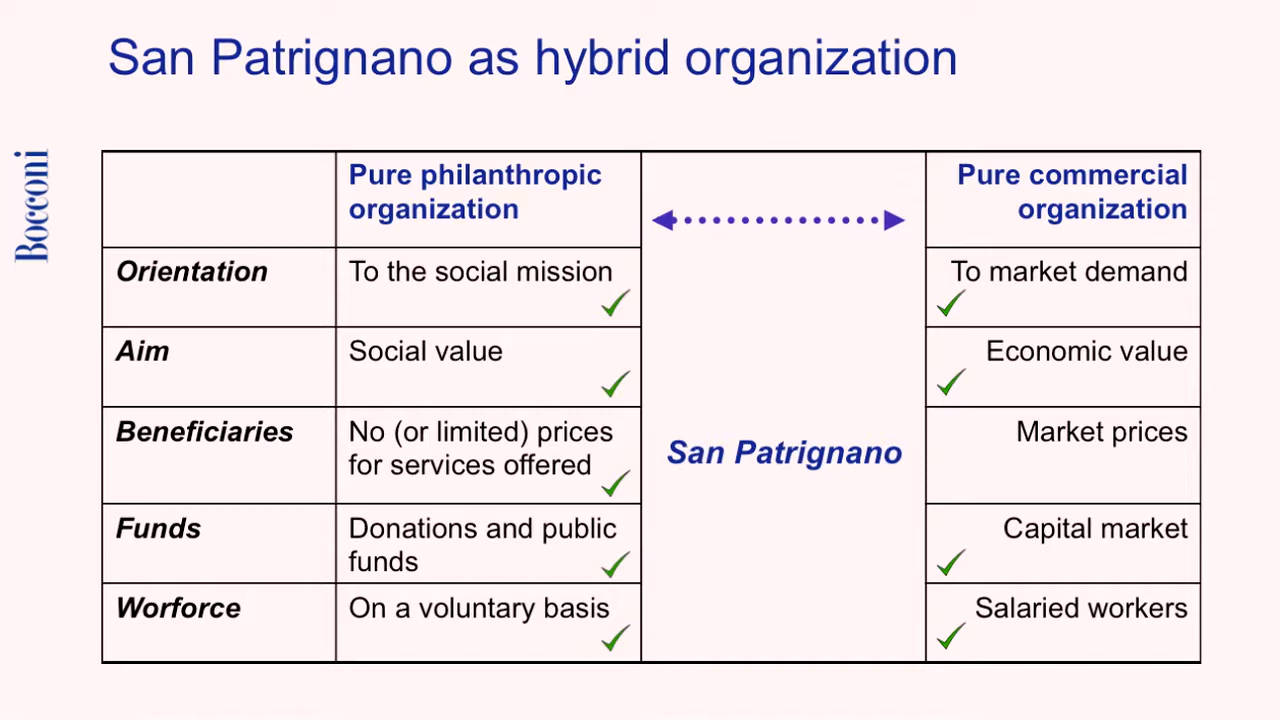 San Patrignano as hybrid organization
Bocconi
Pure philanthropic
organization
Pure commercial
organization
Orientation
To the social mission
To market demand
Aim
Social value
Economic value
Beneficiaries
No (or limited) prices
for services offered
Market prices
San Patrignano
Funds
Donations and public
funds
Capital market
Worforce
On a voluntary basis
Salaried workers